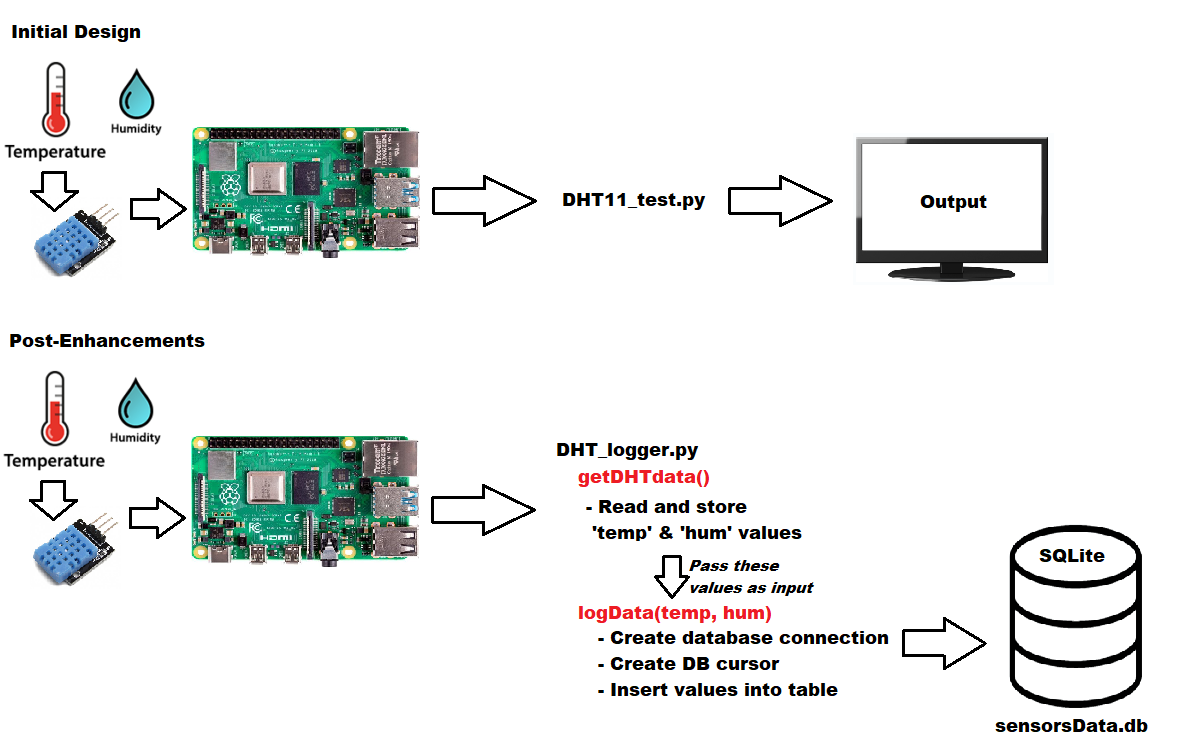 Initial Design
Temperature
Humidity
HDMI
DHT11_test.py
Output
Post-Enhancements
Temperature
Humidity
HDMI
DHT_logger.py
getDHTdata()
- Read and store
'temp' & 'hum' values
Pass these
values as input
logData(temp, hum)
- Create database connection
- Create DB cursor
- Insert values into table
SQLite
sensorsData.db